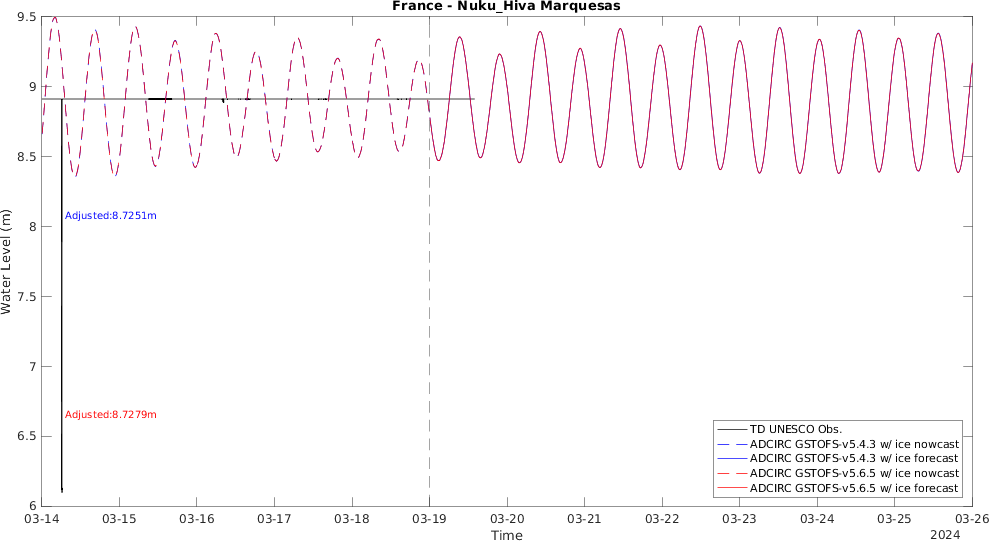 France - Nuku_Hiva Marquesas
9.5
9
8.5
8
7.5
7
6.5
6
Water Level (m)
Adjusted:8.7251m
Adjusted:8.7279m
TD UNESCO Obs.
ADCIRC GSTOFS-v5.4.3 w/ ice nowcast
ADCIRC GSTOFS-v5.4.3 w/ ice forecast
ADCIRC GSTOFS-v5.6.5 w/ ice nowcast
ADCIRC GSTOFS-v5.6.5 w/ ice forecast
03-14 03-15 03-16 03-17 03-18 03-19 03-20 03-21 03-22 03-23 03-24 03-25 03-26
Time
2024